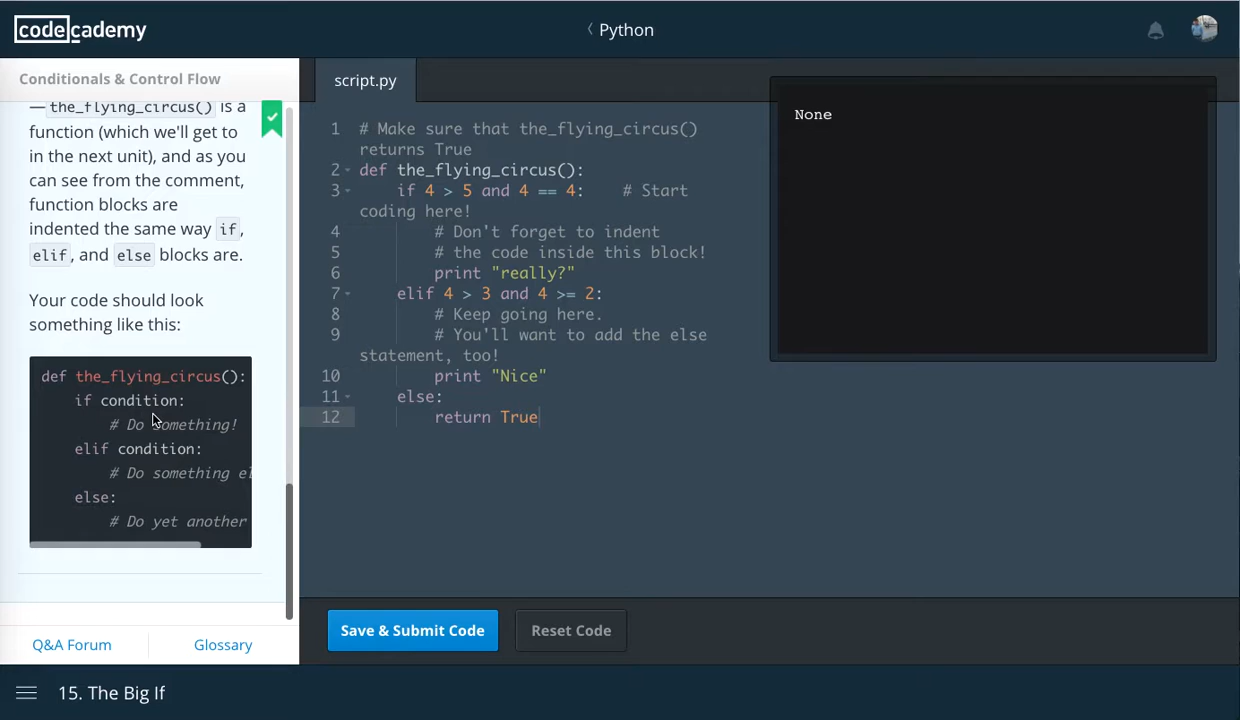 codecademy
Python
Conditionals & Control Flow
— the_flying_circus() is a
function (which we'll get to
in the next unit), and as you
can see from the comment,
function blocks are
indented the same way if,
elif, and else blocks are.
Your code should look
something like this:
def the_flying_circus():
if condition:
# Do something!
elif condition:
# Do something el
else:
# Do yet another
Q&A Forum
Glossary
script.py
1 # Make sure that the_flying_circus()
returns True
2 def the_flying_circus():
3 if 4 > 5 and 4 == 4: # Start
coding here!
4 # Don't forget to indent
5 # the code inside this block!
6 print "really?"
7 elif 4 > 3 and 4 >= 2:
8 # Keep going here.
9 # You'll want to add the else
statement, too!
10 print "Nice"
11 else:
12 return True
None
Save & Submit Code
Reset Code
15. The Big If